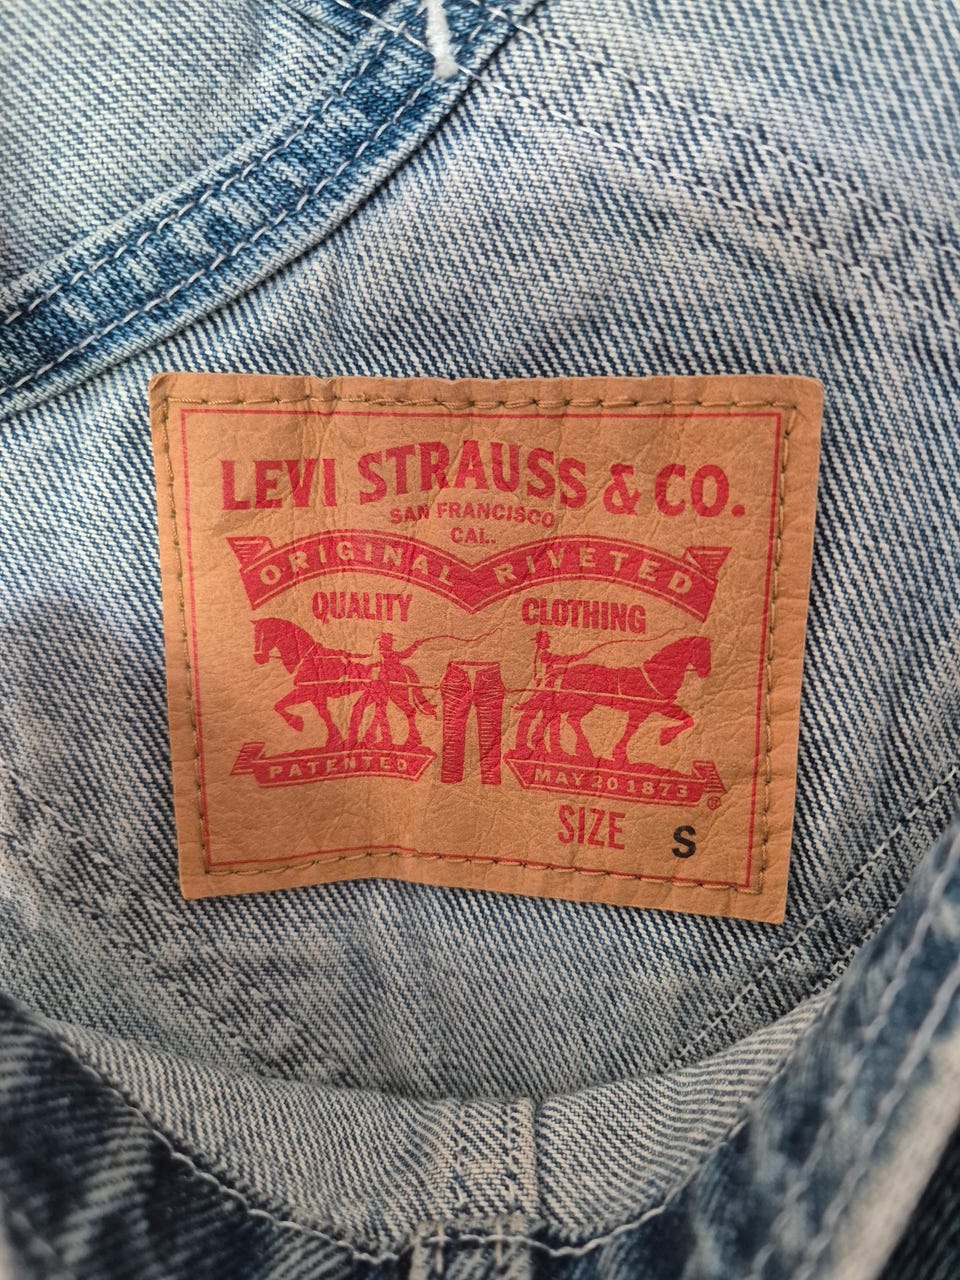 LEVI STRAUSS & CO.
SAN FRANCISCO
CAL.
ORIGINAL RIVETED
QUALITY CLOTHING
PATENTED MAY 20 1873 ®
SIZE S